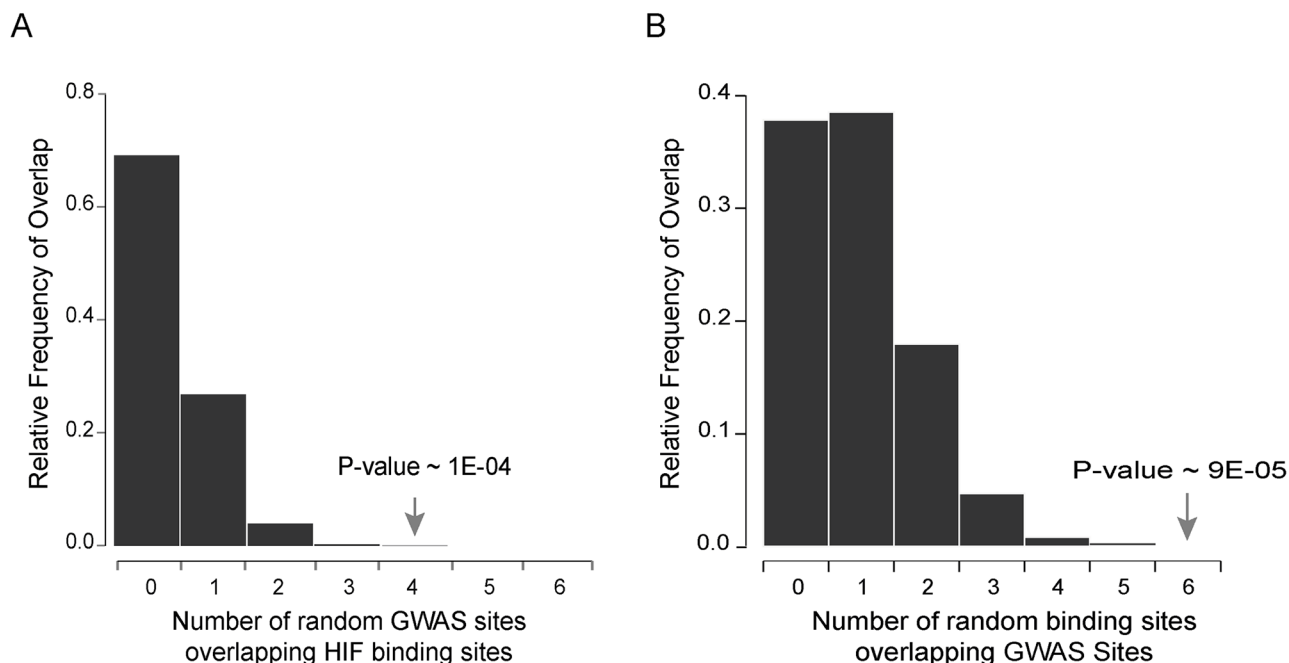 A
Relative Frequency of Overlap
0.8
0.6
0.4
0.2
0.0
P-value ~ 1E-04
0 1 2 3 4 5 6
Number of random GWAS sites
overlapping HIF binding sites
B
Relative Frequency of Overlap
0.4
0.3
0.2
0.1
0.0
P-value ~ 9E-05
0 1 2 3 4 5 6
Number of random binding sites
overlapping GWAS Sites